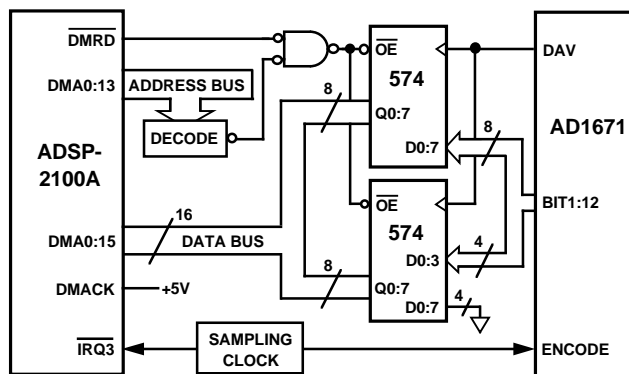 DMRD
DMA0:13
ADDRESS BUS
DECODE
ADSP-
2100A
16
DMA0:15
DATA BUS
DMACK
+5V
IRQ3
SAMPLING
CLOCK
8
8
OE
574
Q0:7
D0:7
8
OE
574
D0:3
4
Q0:7
D0:7
4
DAV
AD1671
BIT1:12
ENCODE